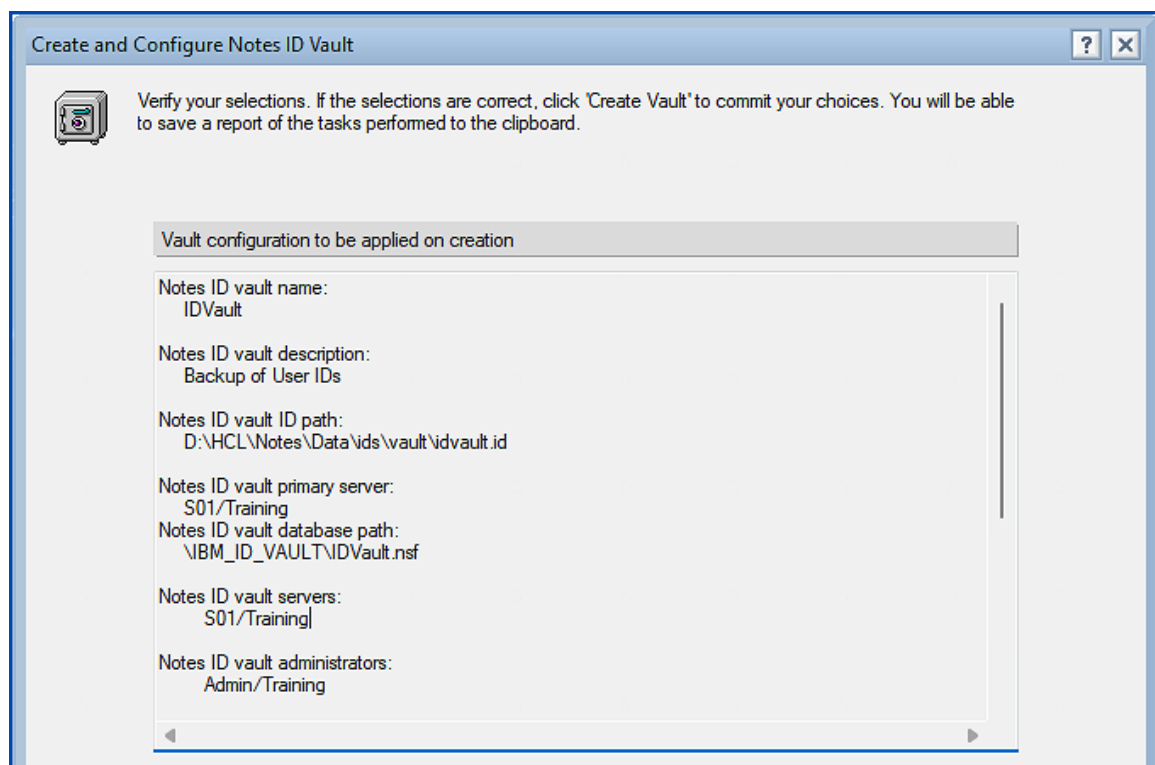 Create and Configure Notes ID Vault
?
Verify your selections. If the selections are correct, click 'Create Vault' to commit your choices. You will be able
to save a report of the tasks performed to the clipboard.
Vault configuration to be applied on creation
Notes ID vault name:
IDVault
Notes ID vault description:
Backup of User IDs
Notes ID vault ID path:
D:\HCL\Notes\Data\ids\vault\idvault.id
Notes ID vault primary server:
S01/Training
Notes ID vault database path:
\IBM_ID_VAULT\IDVault.nsf
Notes ID vault servers:
S01/Training
Notes ID vault administrators:
Admin/Training